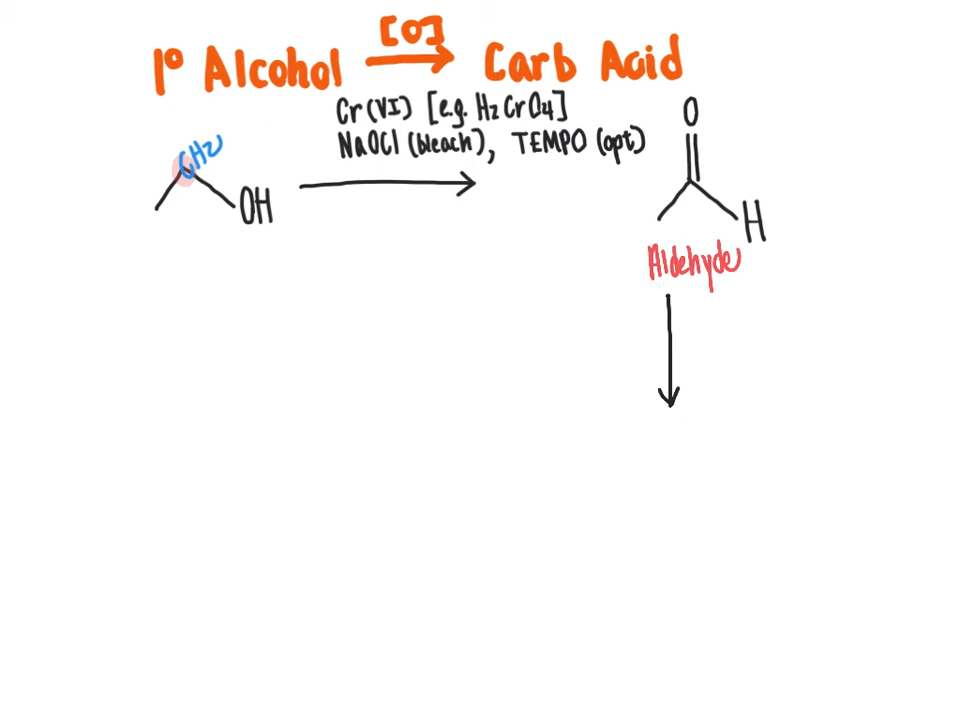 [O]
1° Alcohol → Carb Acid
Cr(VI) [e.g. H2CrO4]
NaOCl (bleach), TEMPO (opt)
O
CH2
OH
H
Aldehyde